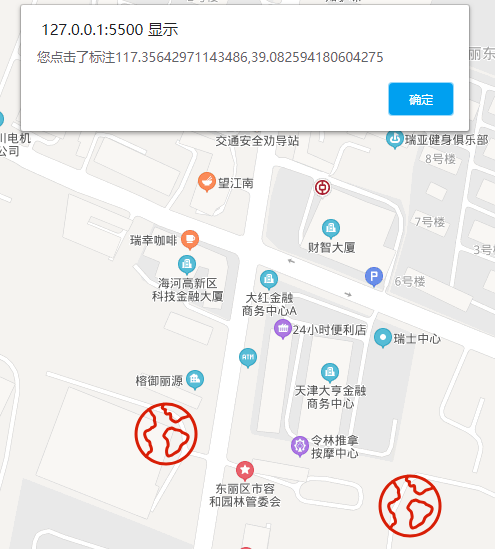 127.0.0.1:5500 显示
您点击了标注117.35642971143486,39.082594180604275
确定
丽东
川电机
公司
交通安全劝导站
瑞亚健身俱乐部
8号楼
望江南
7号楼
瑞幸咖啡
财智大厦
3号
海河高新区
科技金融大厦
6号楼
P
大红金融
商务中心A
24小时便利店
瑞士中心
ATM
榕御丽源
天津大亨金融
商务中心
令林推拿
按摩中心
东丽区市容
和园林管委会